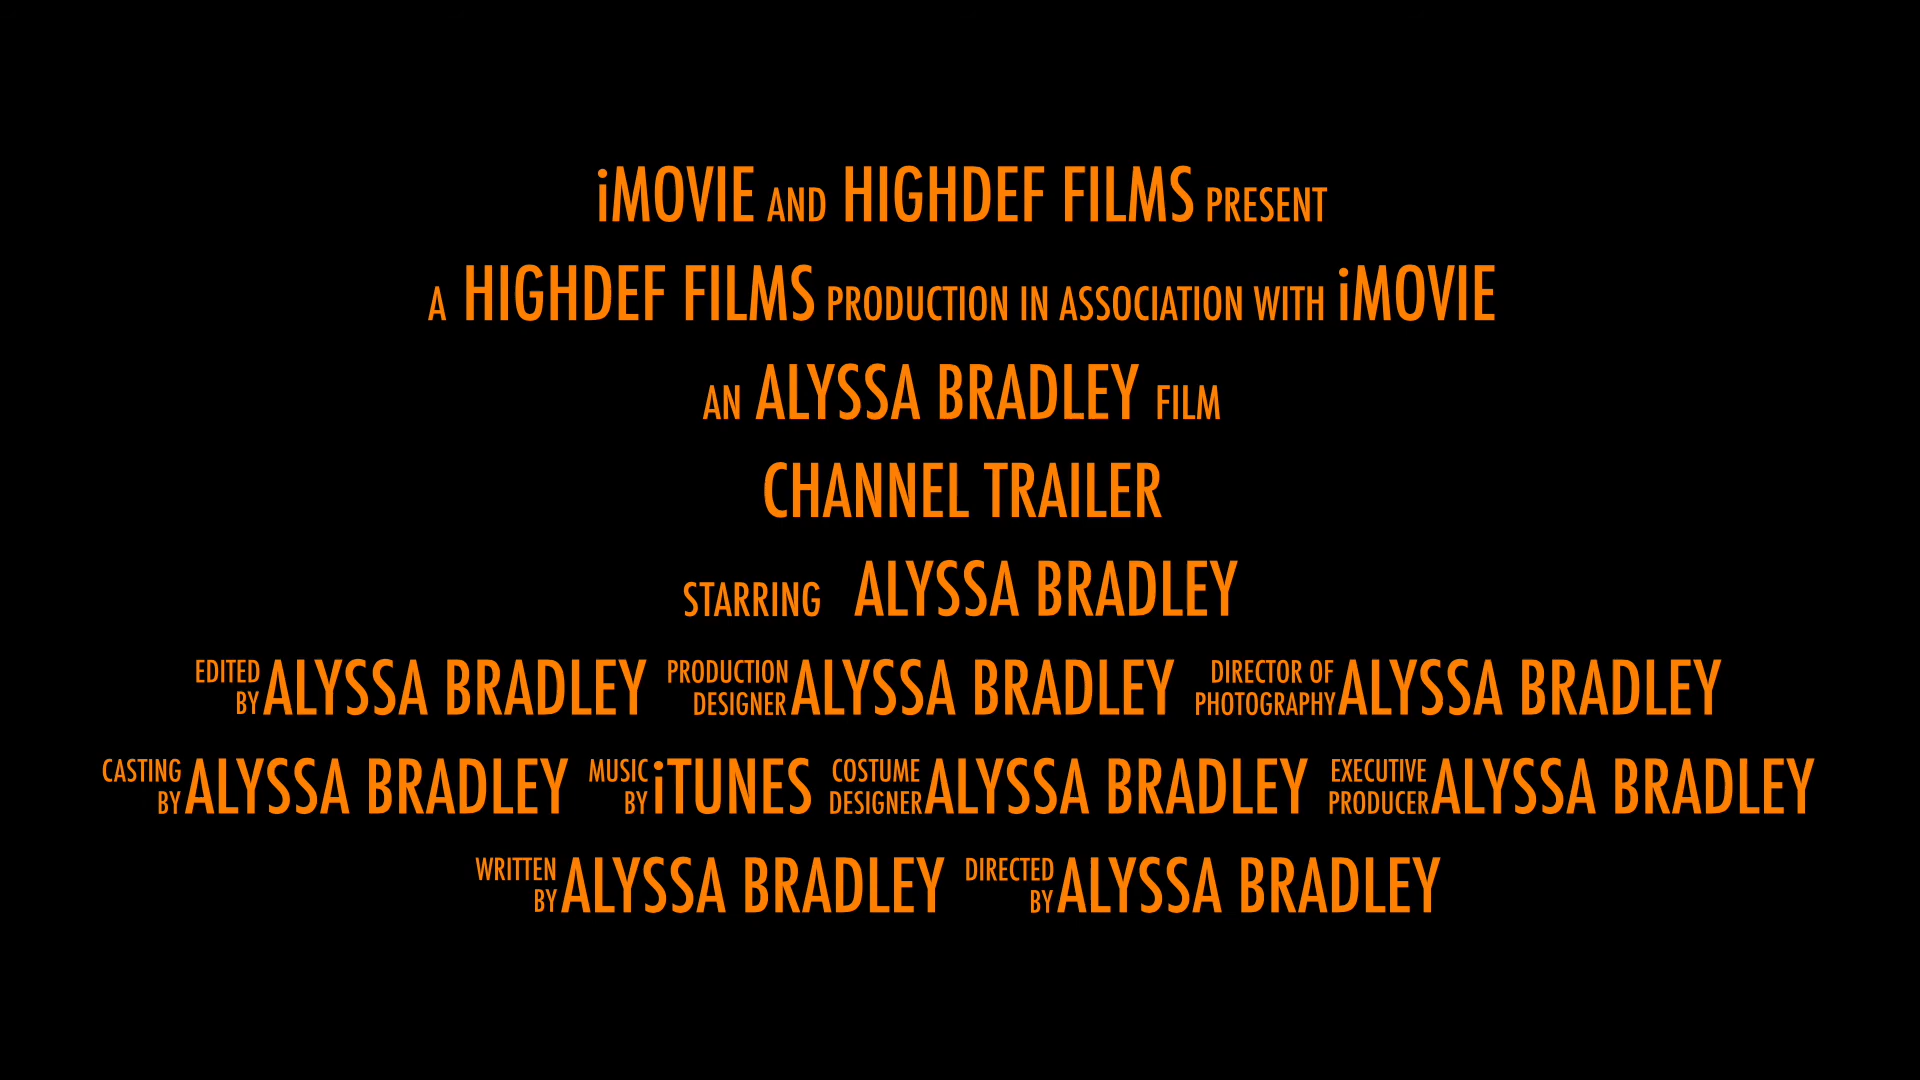 iMOVIE AND HIGHDEF FILMS PRESENT
A HIGHDEF FILMS PRODUCTION IN ASSOCIATION WITH iMOVIE
AN ALYSSA BRADLEY FILM
CHANNEL TRAILER
STARRING ALYSSA BRADLEY
EDITED BY ALYSSA BRADLEY PRODUCTION DESIGNER ALYSSA BRADLEY DIRECTOR OF PHOTOGRAPHY ALYSSA BRADLEY
CASTING BY ALYSSA BRADLEY MUSIC BY iTUNES COSTUME DESIGNER ALYSSA BRADLEY EXECUTIVE PRODUCER ALYSSA BRADLEY
WRITTEN BY ALYSSA BRADLEY DIRECTED BY ALYSSA BRADLEY